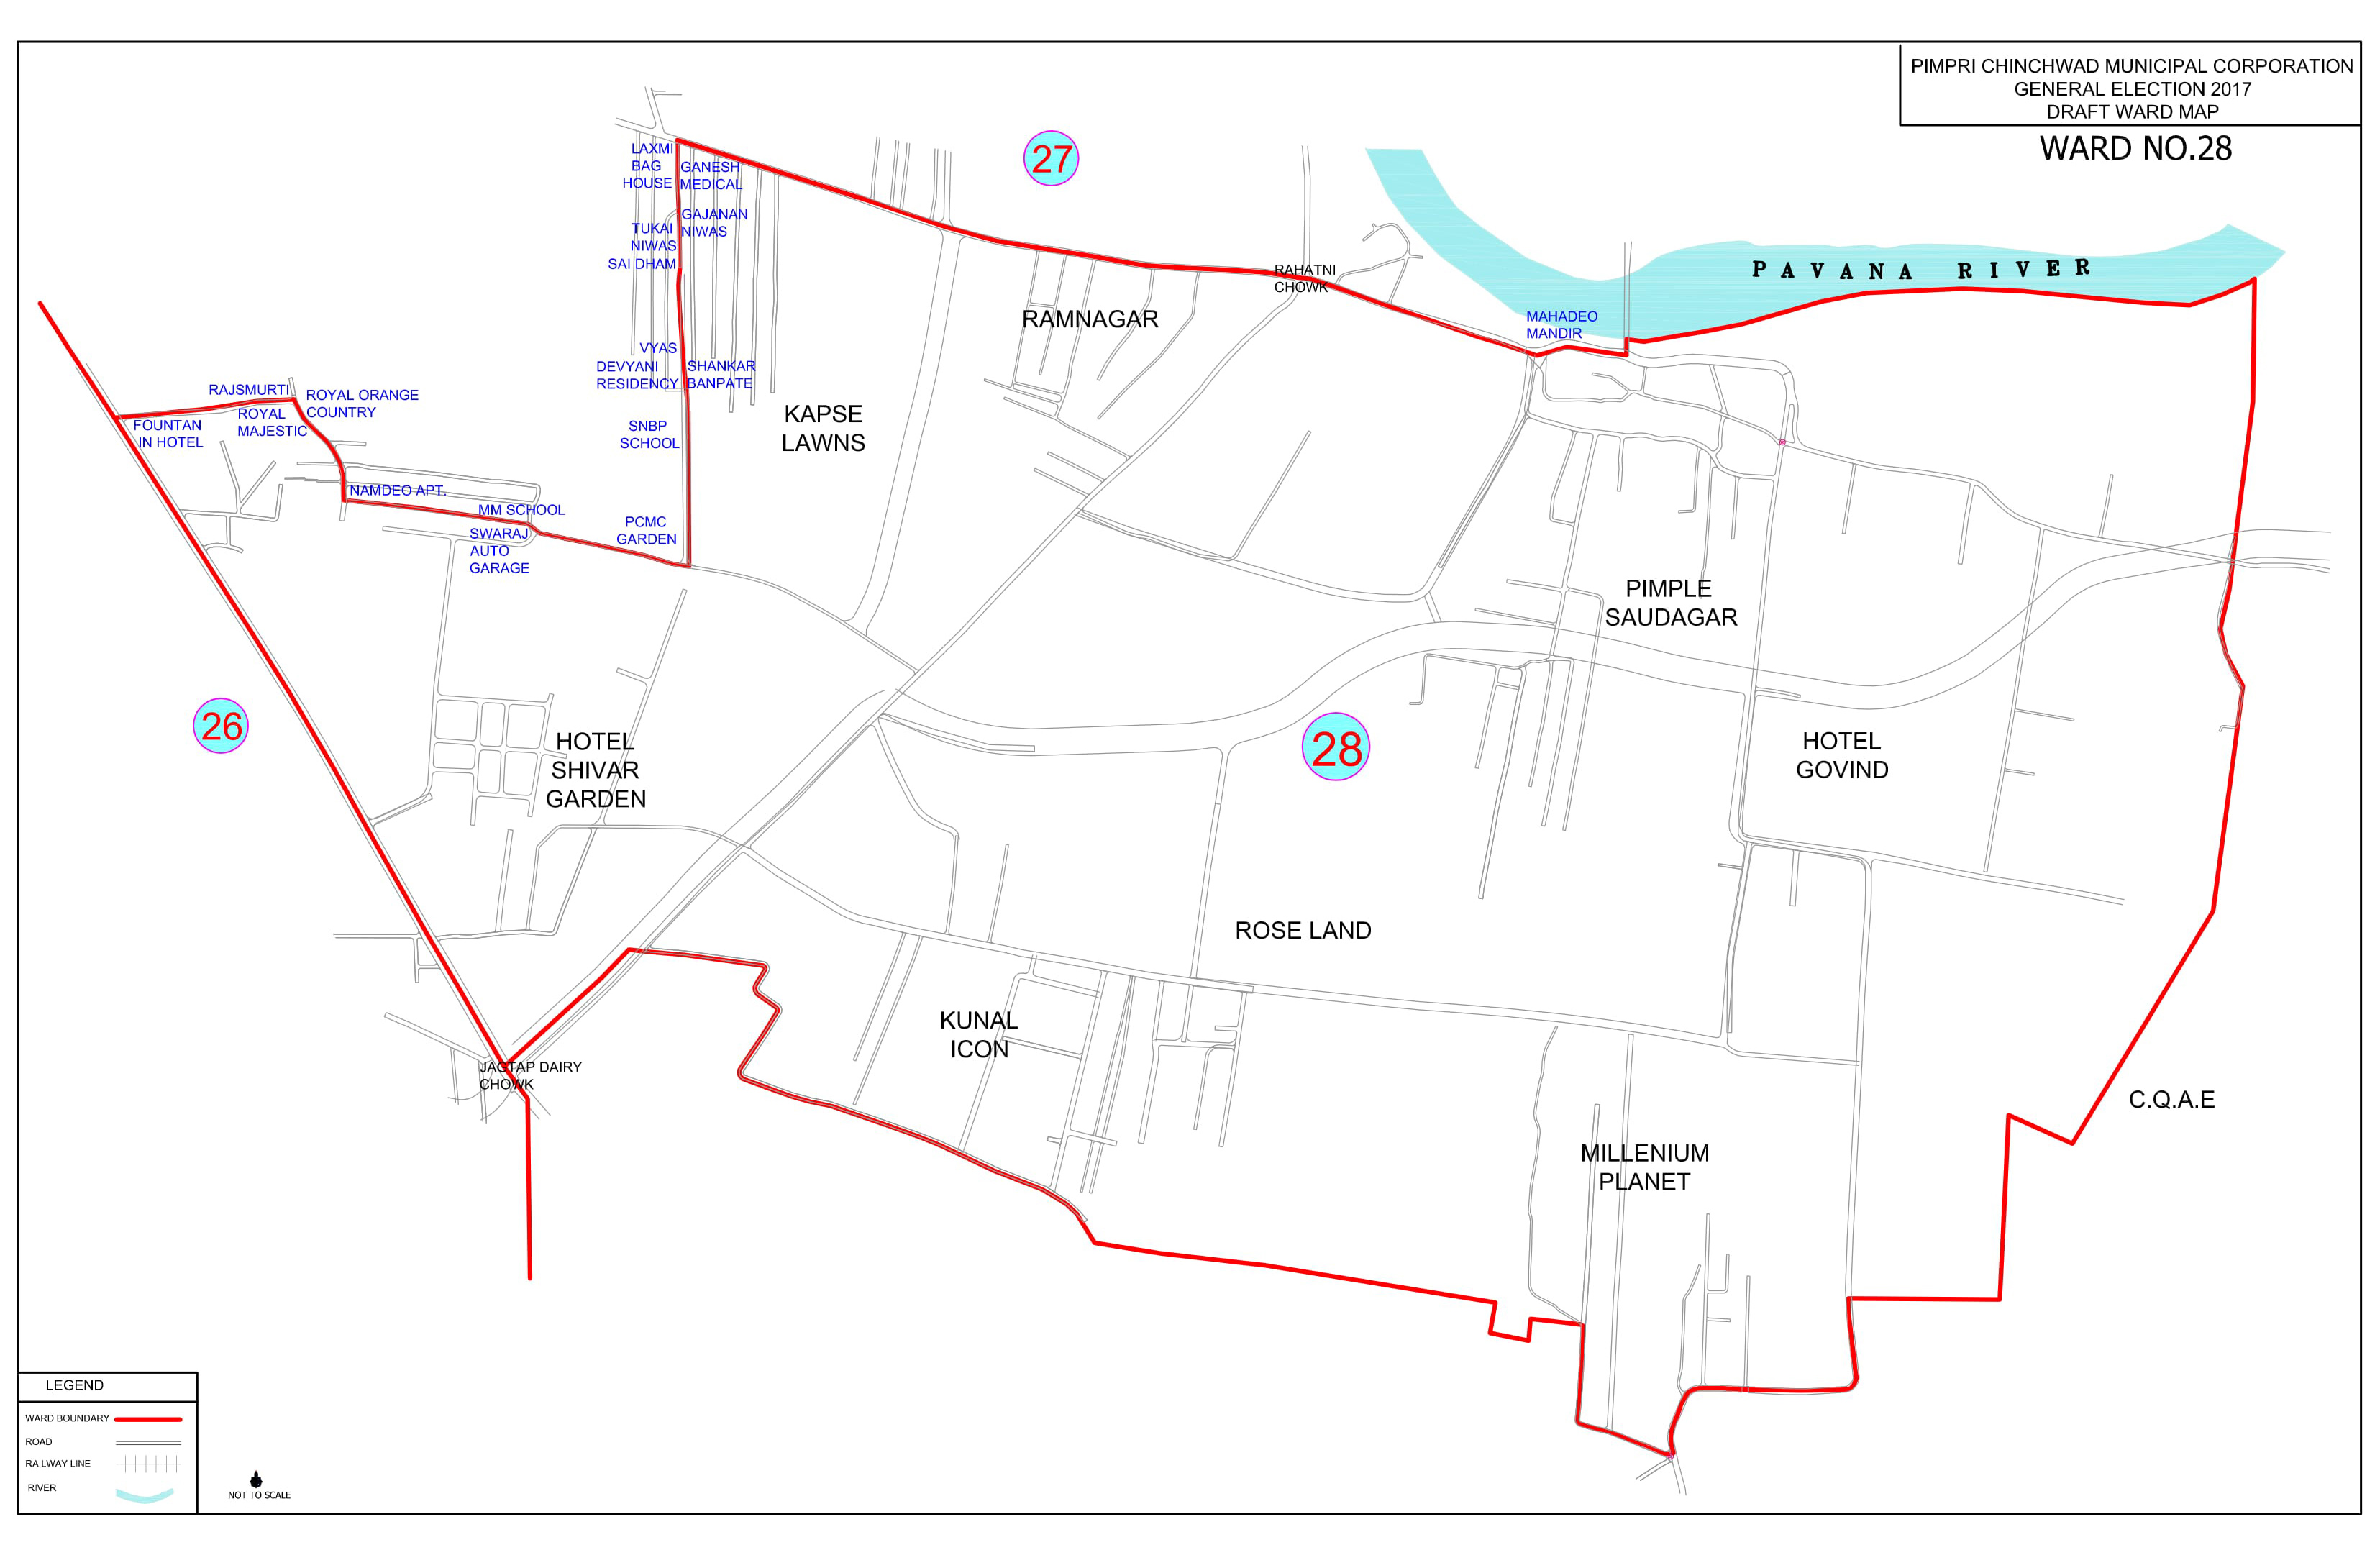 PIMPRI CHINCHWAD MUNICIPAL CORPORATION
GENERAL ELECTION 2017
DRAFT WARD MAP
WARD NO.28
27
LAXMI
BAG
HOUSE
GANESH
MEDICAL
GAJANAN
NIWAS
TUKAI
NIWAS
SAI DHAM
RAHATNI
CHOWK
PAVANA RIVER
MAHADEO
MANDIR
RAMNAGAR
VYAS
DEVYANI
RESIDENCY
SHANKAR
BANPATE
RAJSMURTI
ROYAL ORANGE
COUNTRY
ROYAL
MAJESTIC
FOUNTAN
IN HOTEL
KAPSE
LAWNS
SNBP
SCHOOL
NAMDEO APT.
MM SCHOOL
SWARAJ
AUTO
GARAGE
PCMC
GARDEN
PIMPLE
SAUDAGAR
26
28
HOTEL
SHIVAR
GARDEN
HOTEL
GOVIND
ROSE LAND
KUNAL
ICON
JAGTAP DAIRY
CHOWK
C.Q.A.E
MILLENIUM
PLANET
LEGEND
WARD BOUNDARY
ROAD
RAILWAY LINE
RIVER
NOT TO SCALE